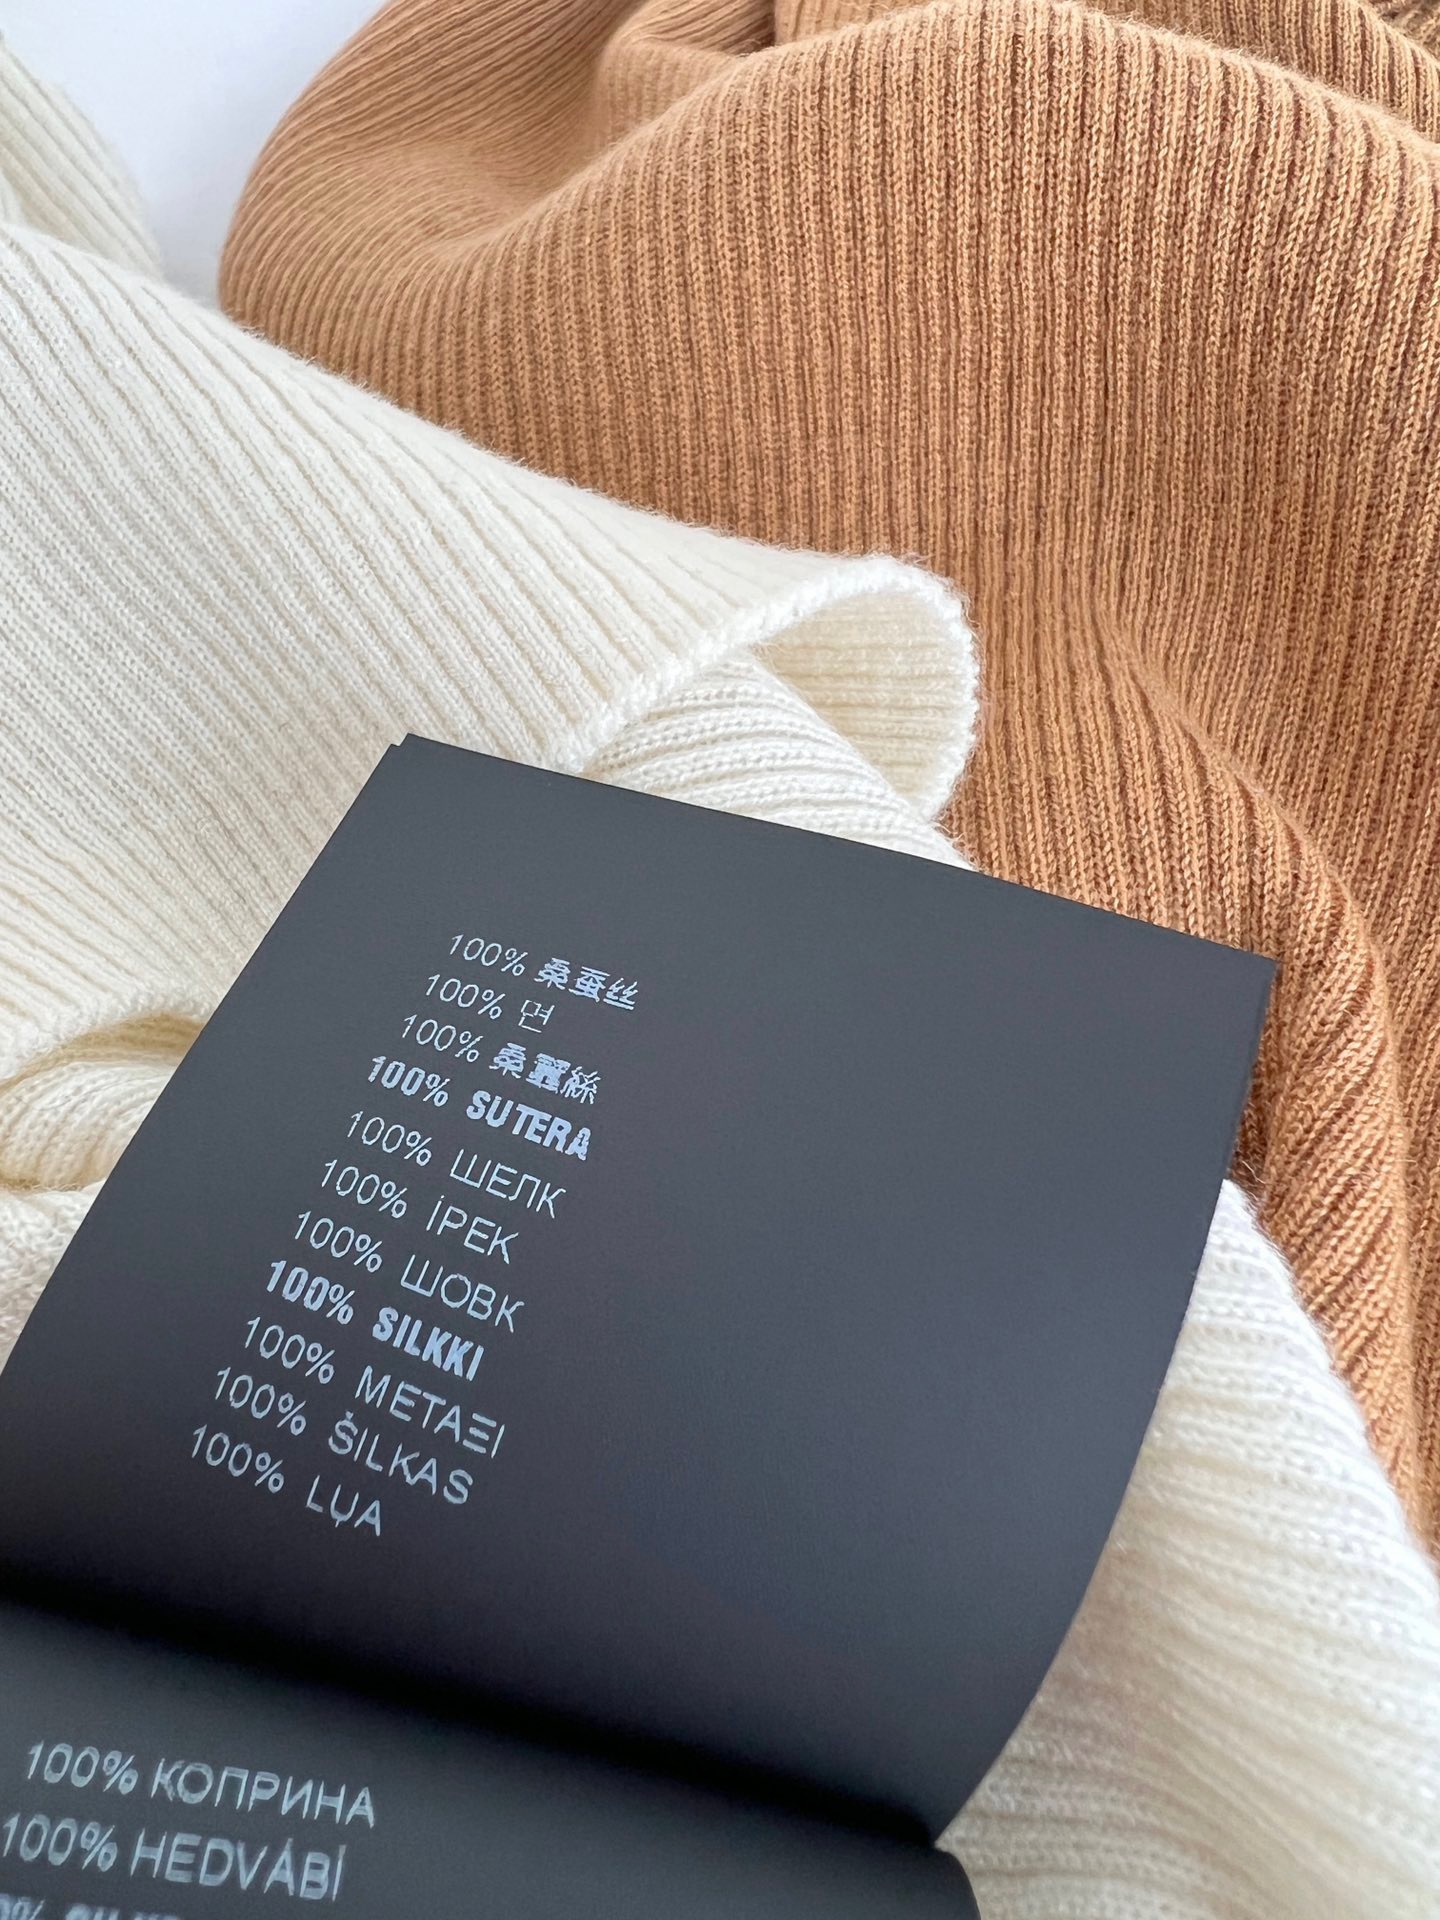 100% 桑蚕丝
100% 면
100% 桑蠶絲
100% SUTERA
100% ШЕЛК
100% İPEK
100% ШОВК
100% SILKKI
100% ΜΕΤΑΞΙ
100% ŠILKAS
100% LỤA
100% КОПРИНА
100% HEDVÁBÍ